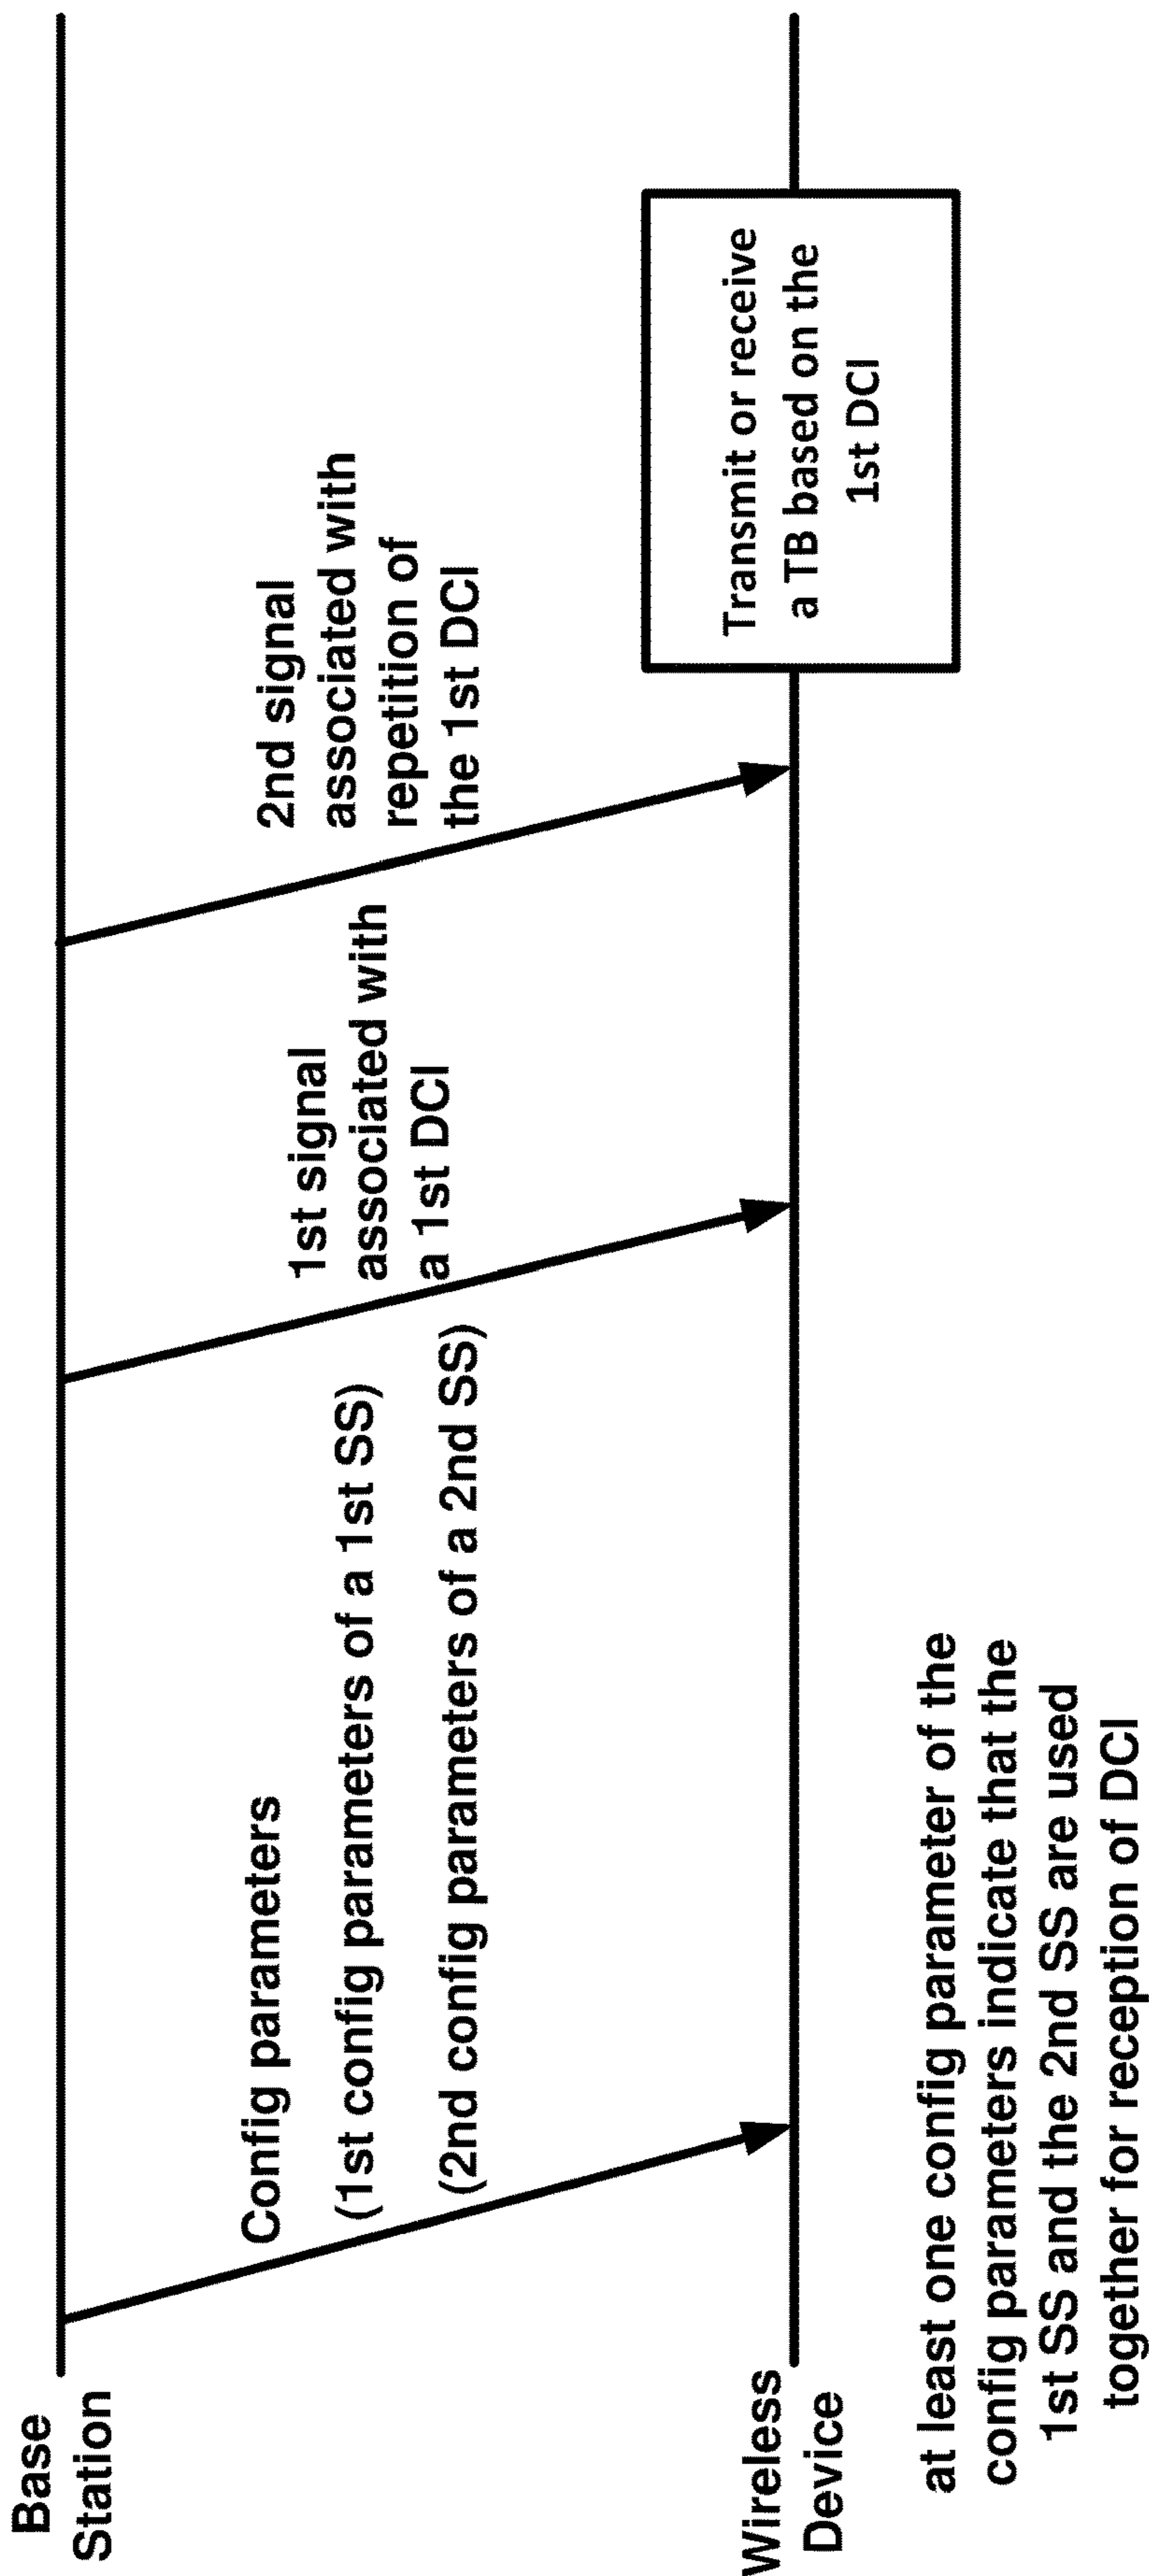 Base
Station
Config parameters
(1st config parameters of a 1st SS)
(2nd config parameters of a 2nd SS)
1st signal
associated with
a 1st DCI
2nd signal
associated with
repetition of
the 1st DCI
Wireless
Device
Transmit or receive
a TB based on the
1st DCI
at least one config parameter of the
config parameters indicate that the
1st SS and the 2nd SS are used
together for reception of DCI